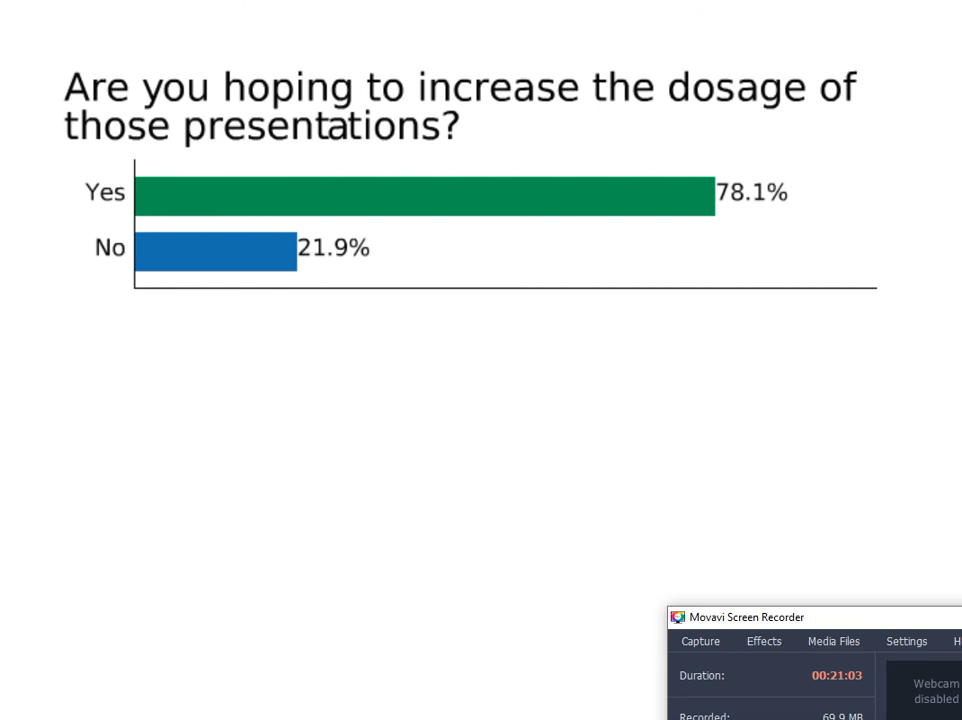 Are you hoping to increase the dosage of
those presentations?
Yes 78.1%
No 21.9%
Movavi Screen Recorder
Capture Effects Media Files Settings
Duration: 00:21:03
Webcam
disabled
Recorded: 69.9 MB